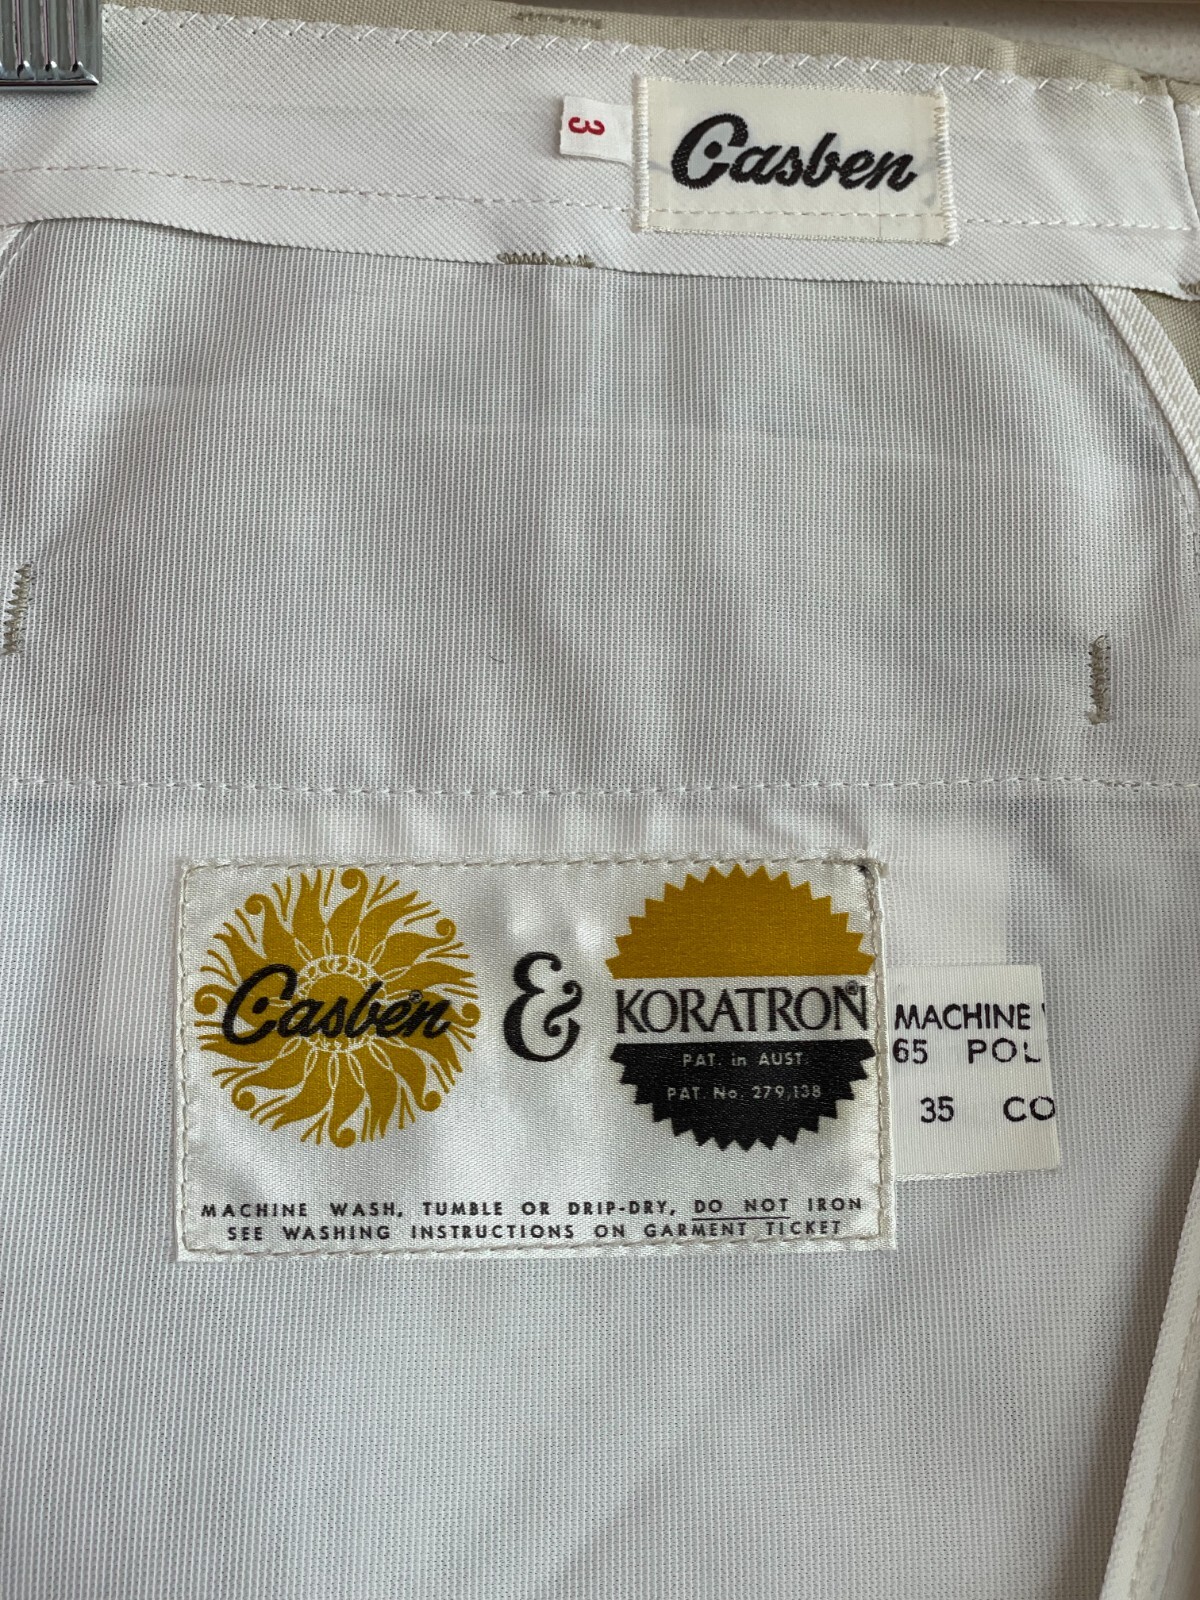 3
Casben
Casben ® & KORATRON ®
PAT. in AUST.
PAT. No. 279,138
MACHINE WASH, TUMBLE OR DRIP-DRY, DO NOT IRON
SEE WASHING INSTRUCTIONS ON GARMENT TICKET
MACHINE
65 POL
35 CO